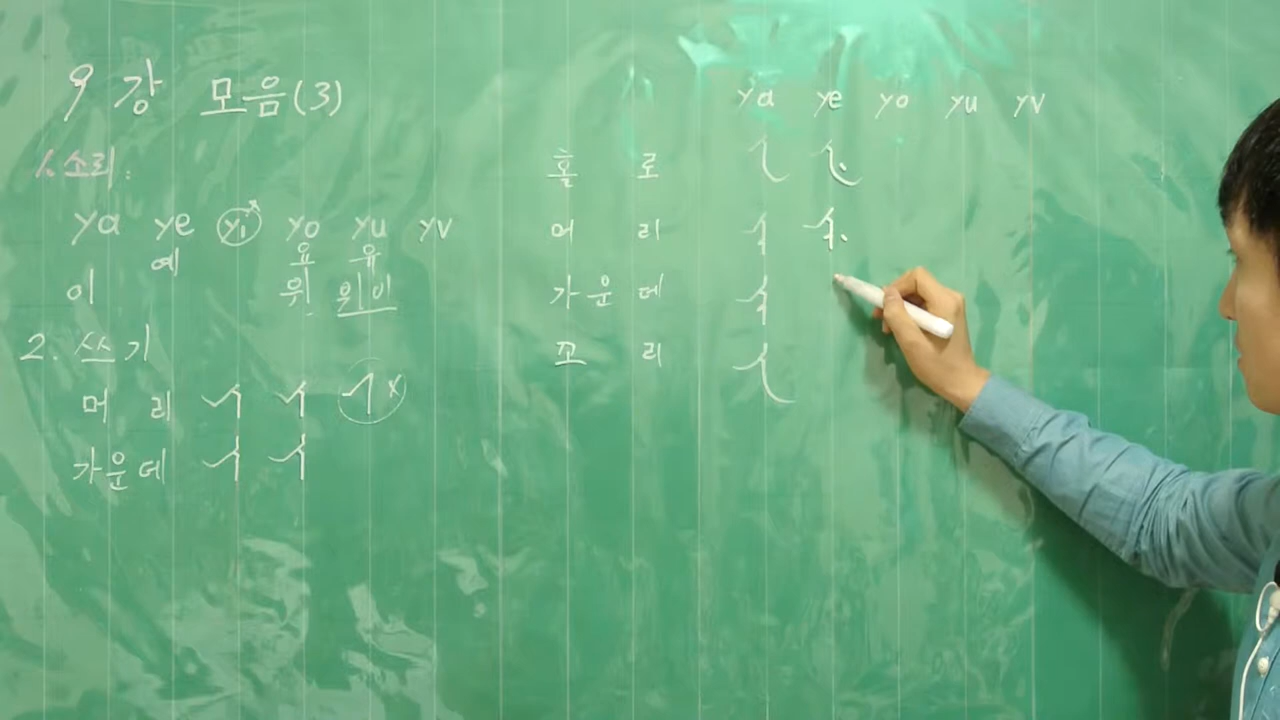 9강 모음(3)
1. 소리:
ya ye yi yo yu yv
예 요 유
이 위 위이
2. 쓰기
머리
가운데
ya ye yo yu yv
홀로
머리
가운데
꼬리